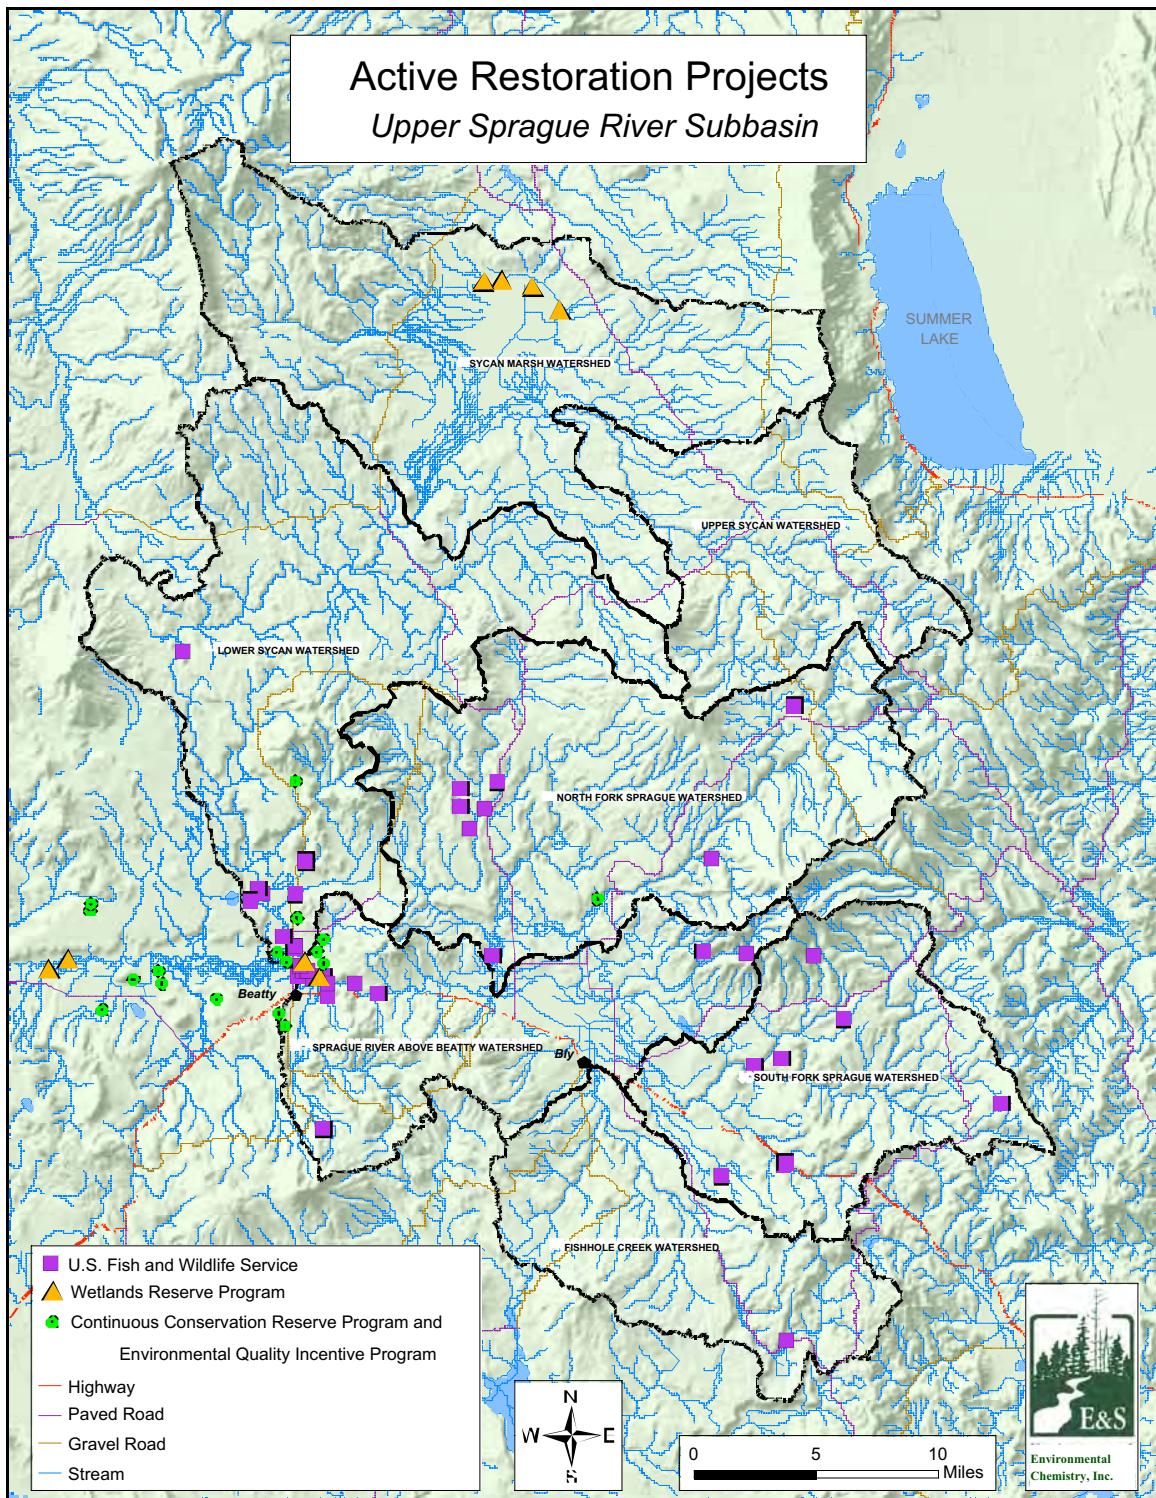 Active Restoration Projects
Upper Sprague River Subbasin
SUMMER
LAKE
SYCAN MARSH WATERSHED
UPPER SYCAN WATERSHED
LOWER SYCAN WATERSHED
NORTH FORK SPRAGUE WATERSHED
Beatty
SPRAGUE RIVER ABOVE BEATTY WATERSHED
Bly
SOUTH FORK SPRAGUE WATERSHED
FISHHOLE CREEK WATERSHED
U.S. Fish and Wildlife Service
Wetlands Reserve Program
Continuous Conservation Reserve Program and
Environmental Quality Incentive Program
Highway
Paved Road
Gravel Road
Stream
N
W E
S
0 5 10
Miles
E&S
Environmental
Chemistry, Inc.